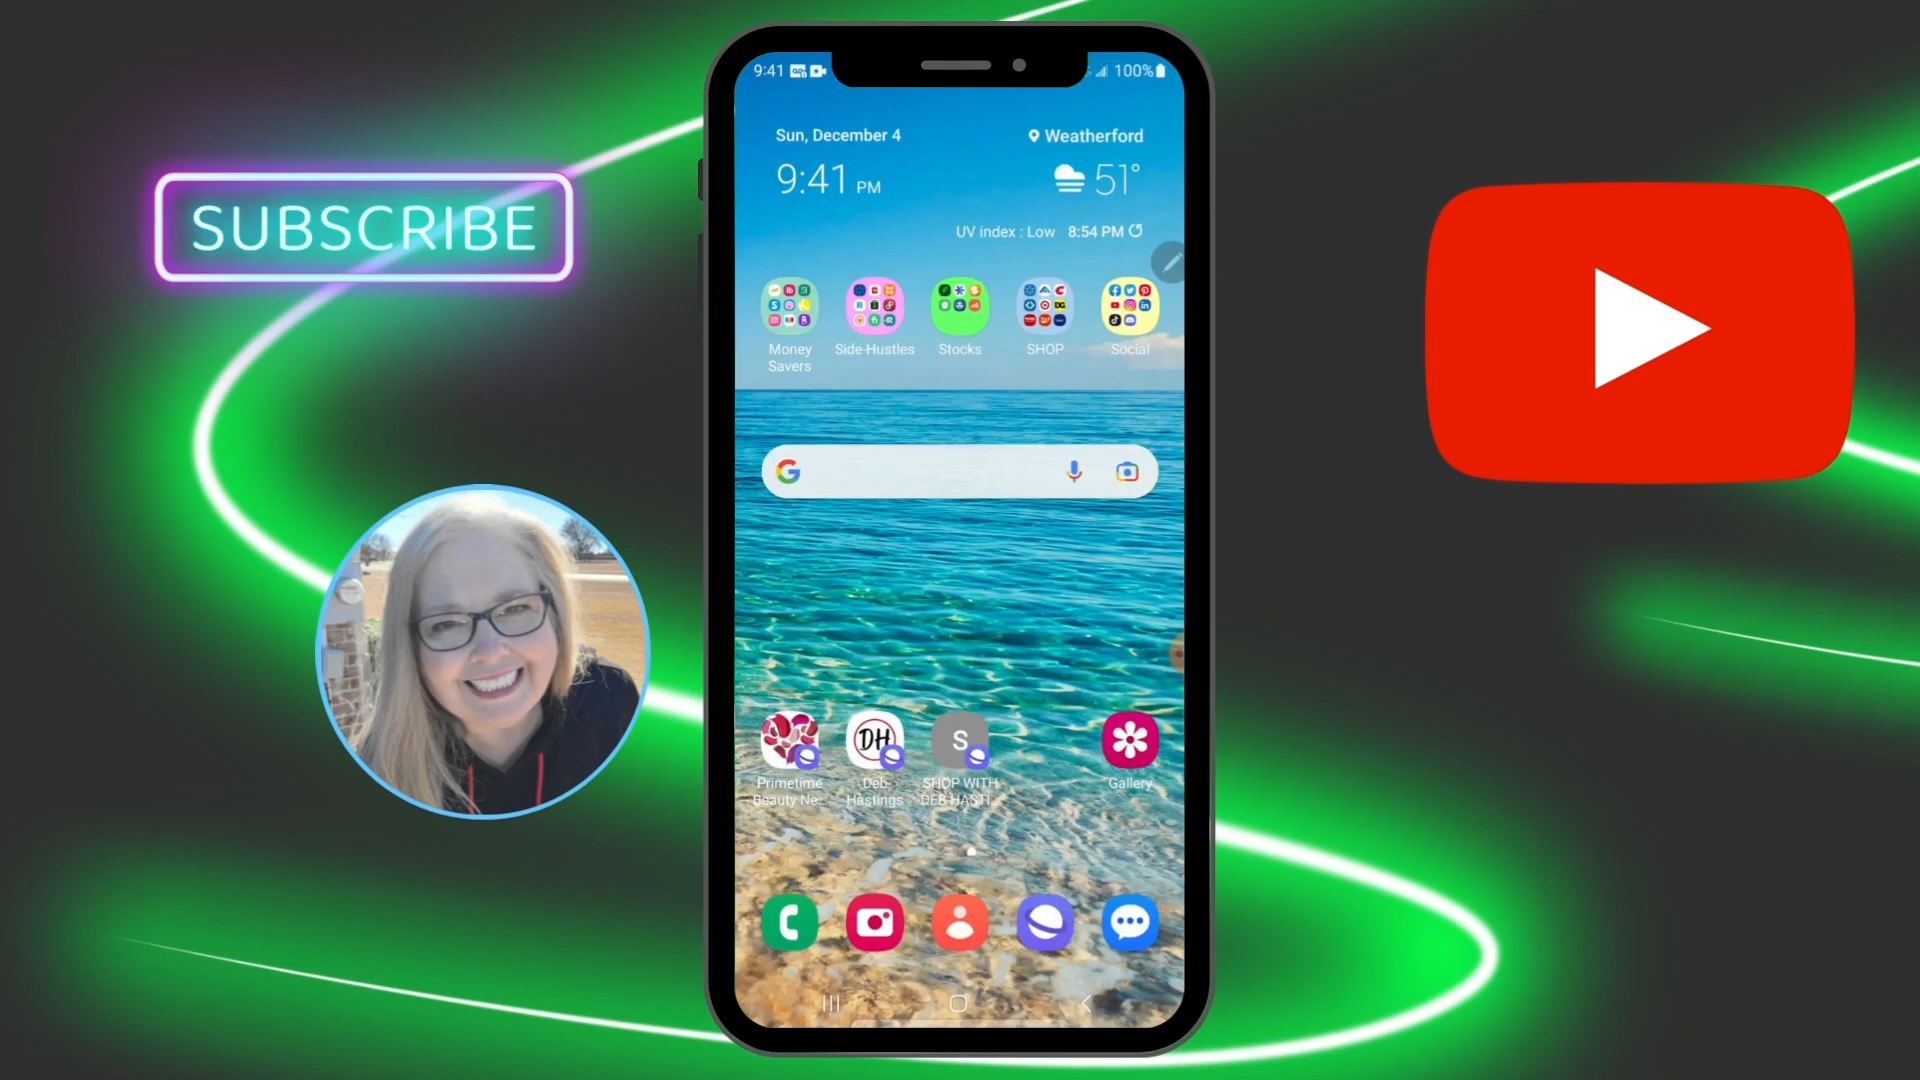 SUBSCRIBE
9:41
100%
Sun, December 4
Weatherford
9:41 PM
51°
UV index : Low 8:54 PM
Money
Savers
Side-Hustles
Stocks
SHOP
Social
DH
S
Primetime
Beauty Ne...
Deb
Hastings
SHOP WITH
DEB HASTI...
Gallery